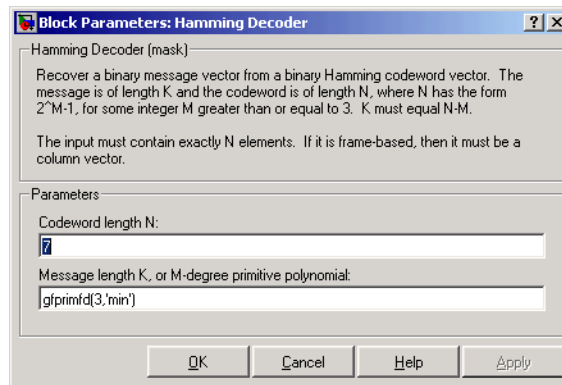 Block Parameters: Hamming Decoder
Hamming Decoder (mask)
Recover a binary message vector from a binary Hamming codeword vector. The
message is of length K and the codeword is of length N, where N has the form
2^M-1, for some integer M greater than or equal to 3. K must equal N-M.
The input must contain exactly N elements. If it is frame-based, then it must be a
column vector.
Parameters
Codeword length N:
7
Message length K, or M-degree primitive polynomial:
gfprimfd(3,'min')
OK Cancel Help Apply